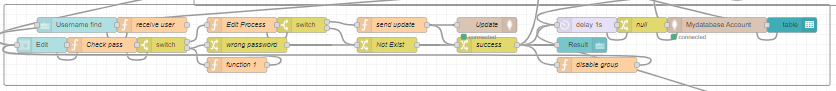 Username find receive user Edit Process switch send update Update delay 1s null Mydatabase Account table
connected connected
Edit Check pass switch wrong password Not Exist success Result
function 1 disable group